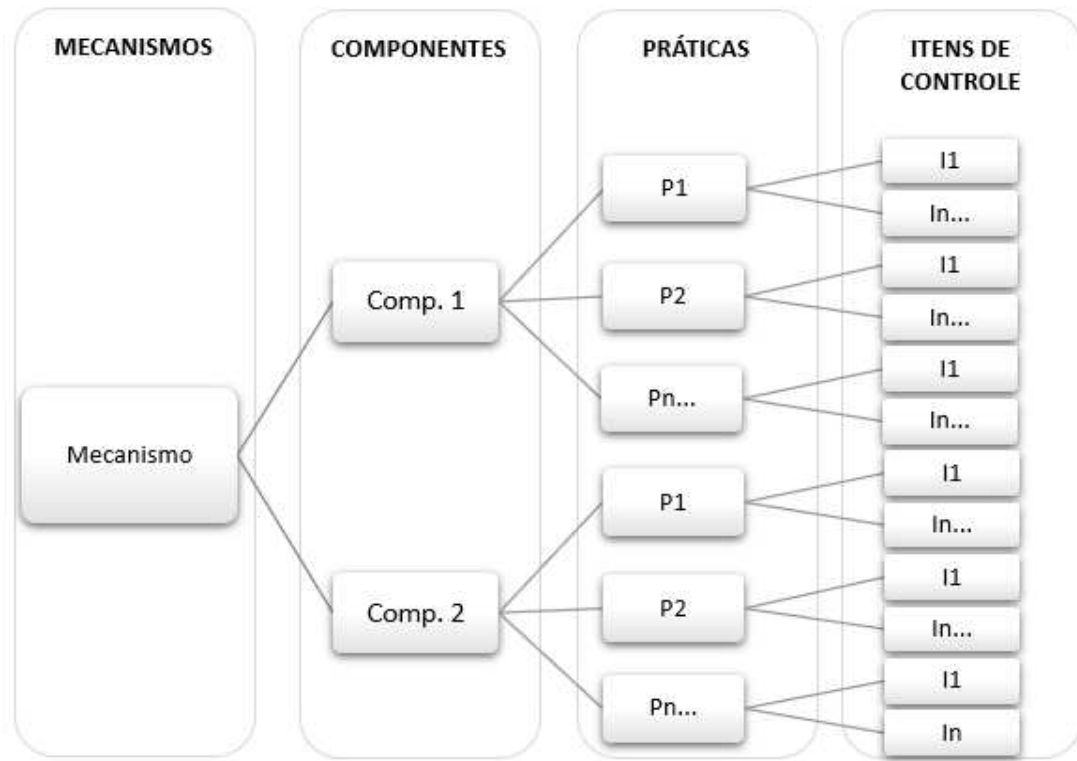 MECANISMOS
COMPONENTES
PRÁTICAS
ITENS DE
CONTROLE
Mecanismo
Comp. 1
Comp. 2
P1
P2
Pn...
P1
P2
Pn...
I1
In...
I1
In...
I1
In...
I1
In...
I1
In...
I1
In